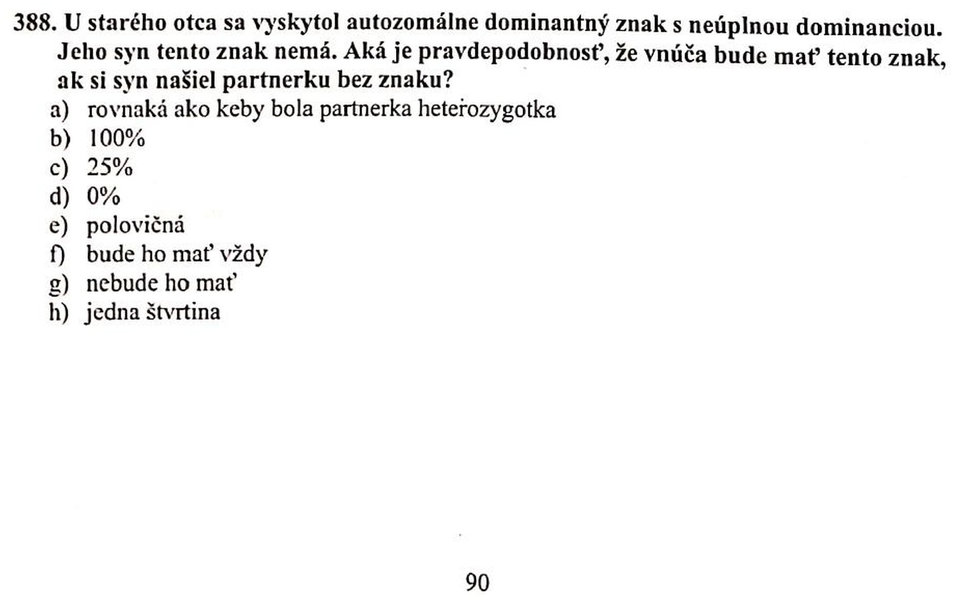 388. U starého otca sa vyskytol autozomálne dominantný znak s neúplnou dominanciou.
Jeho syn tento znak nemá. Aká je pravdepodobnosť, že vnúča bude mať tento znak,
ak si syn našiel partnerku bez znaku?
a) rovnaká ako keby bola partnerka heterozygotka
b) 100%
c) 25%
d) 0%
e) polovičná
f) bude ho mať vždy
g) nebude ho mať
h) jedna štvrtina
90